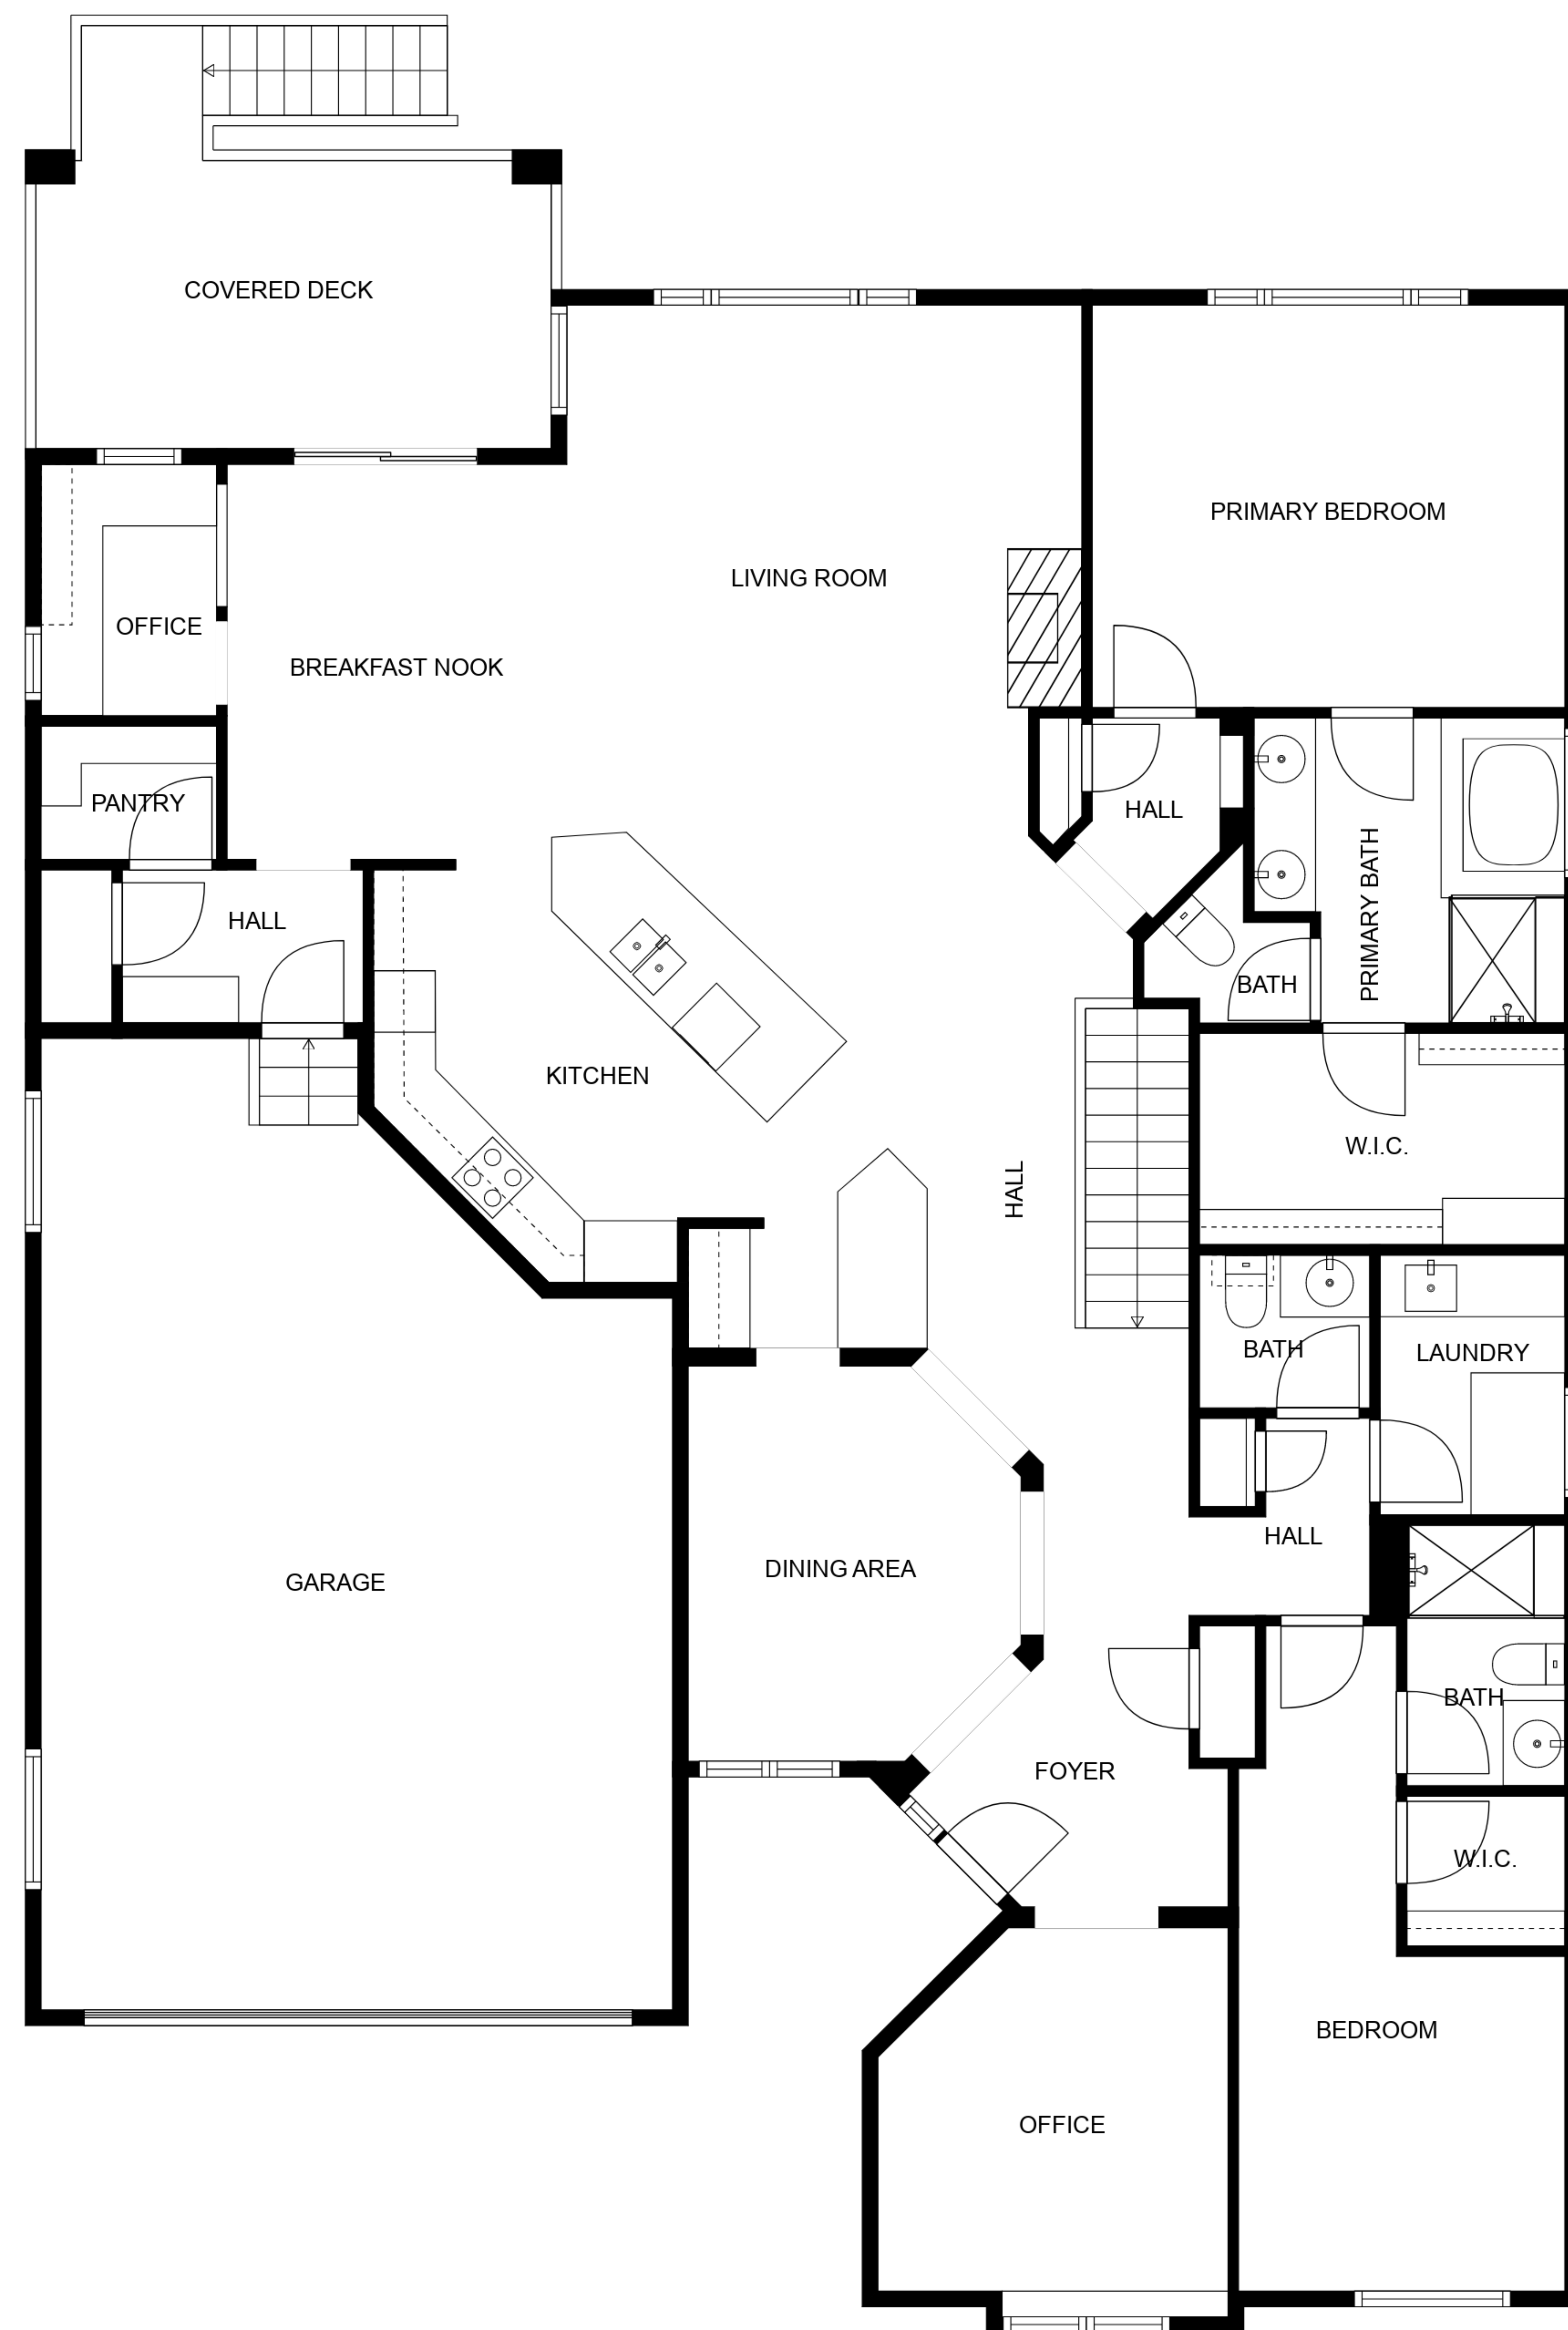 COVERED DECK
PRIMARY BEDROOM
LIVING ROOM
OFFICE
BREAKFAST NOOK
PANTRY
HALL
PRIMARY BATH
HALL
BATH
KITCHEN
W.I.C.
HALL
BATH
LAUNDRY
HALL
DINING AREA
GARAGE
BATH
FOYER
W.I.C.
BEDROOM
OFFICE